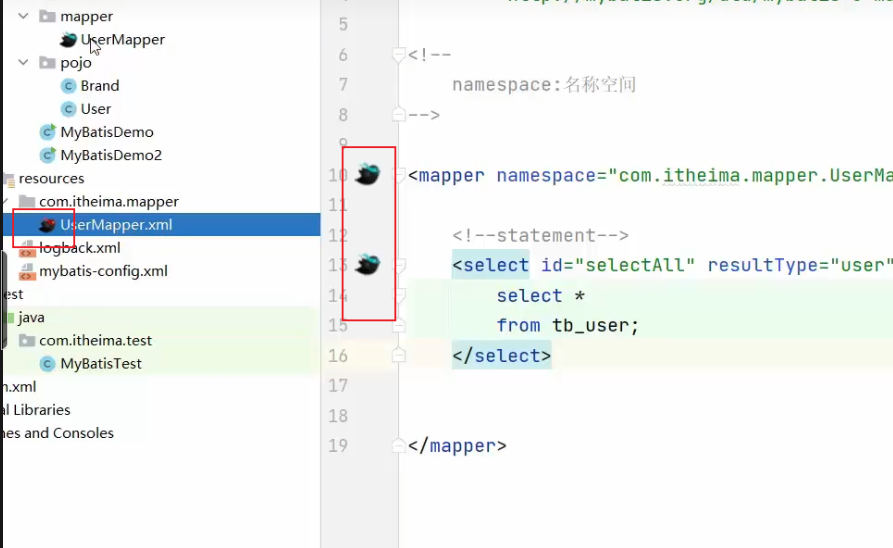 mapper
UserMapper
pojo
Brand
User
MyBatisDemo
MyBatisDemo2
resources
com.itheima.mapper
UserMapper.xml
logback.xml
mybatis-config.xml
est
java
com.itheima.test
MyBatisTest
n.xml
al Libraries
nes and Consoles
5
6 <!--
7 namespace:名称空间
8 -->
9
10 <mapper namespace="com.itheima.mapper.UserMa
11
12 <!--statement-->
13 <select id="selectAll" resultType="user"
14 select *
15 from tb_user;
16 </select>
17
18
19 </mapper>